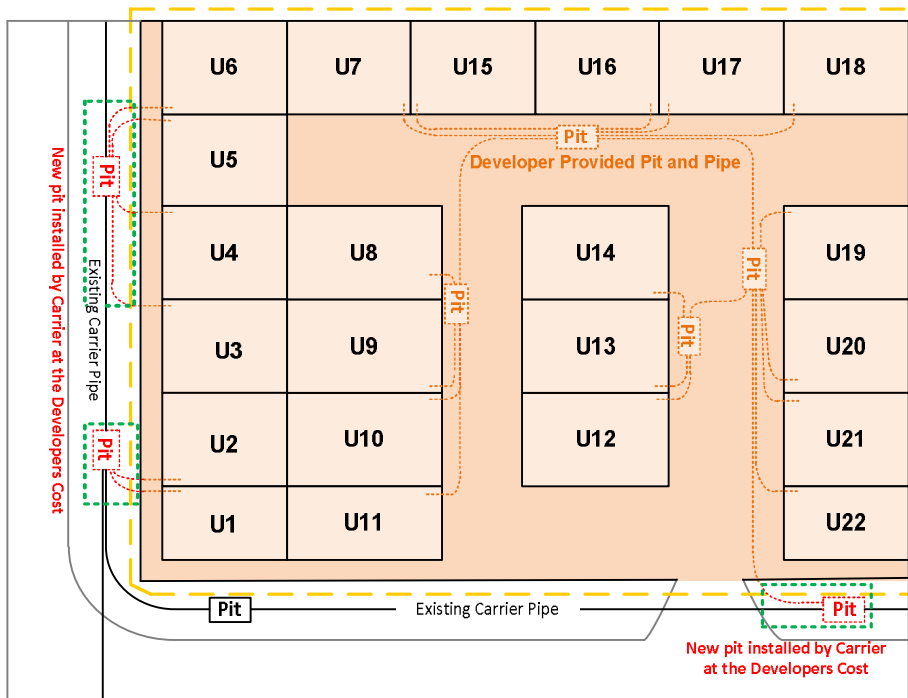 U6
U7
U15
U16
U17
U18
Pit
Developer Provided Pit and Pipe
U5
Pit
New pit installed by Carrier at the Developers Cost
Existing Carrier Pipe
U4
U8
U14
Pit
U19
Pit
U3
U9
U13
Pit
U20
Pit
U2
U10
U12
U21
U1
U11
U22
Pit
Existing Carrier Pipe
Pit
New pit installed by Carrier
at the Developers Cost